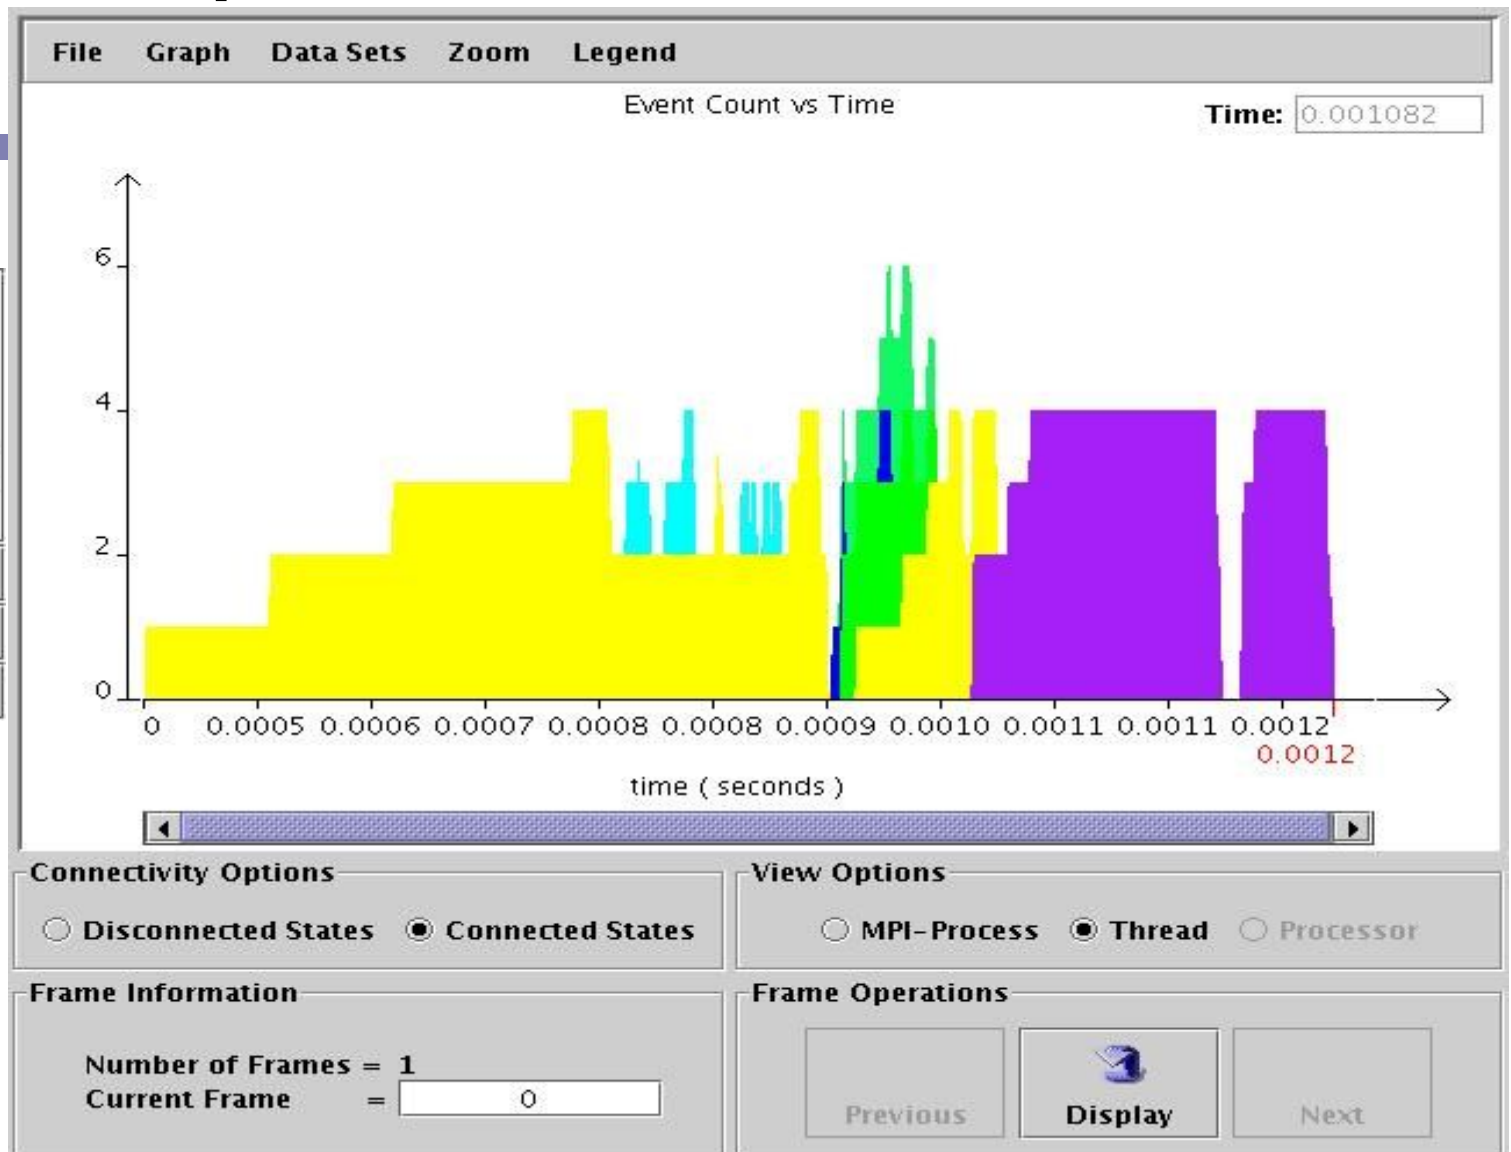 File Graph Data Sets Zoom Legend
Event Count vs Time
Time: 0.001082
6
4
2
0
0 0.0005 0.0006 0.0007 0.0008 0.0008 0.0009 0.0010 0.0011 0.0011 0.0012
0.0012
time ( seconds )
Connectivity Options
Disconnected States Connected States
View Options
MPI-Process Thread Processor
Frame Information
Number of Frames = 1
Current Frame = 0
Frame Operations
Previous Display Next